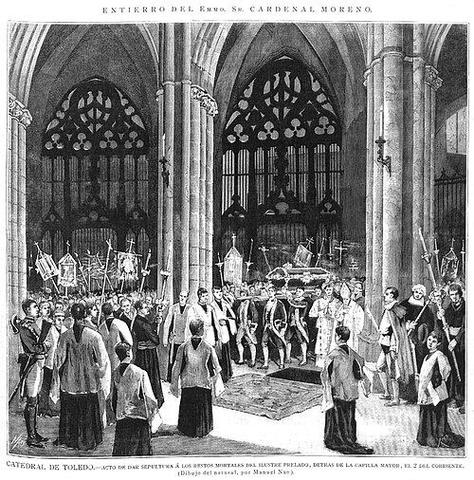 ENTIERRO DEL EMMO. SR. CARDENAL MORENO.
CATEDRAL DE TOLEDO.—ACTO DE DAR SEPULTURA Á LOS RESTOS MORTALES DEL ILUSTRE PRELADO, DETRÁS DE LA CAPILLA MAYOR, EL 2 DEL CORRIENTE.
(Dibujo del natural, por Manuel Nao).